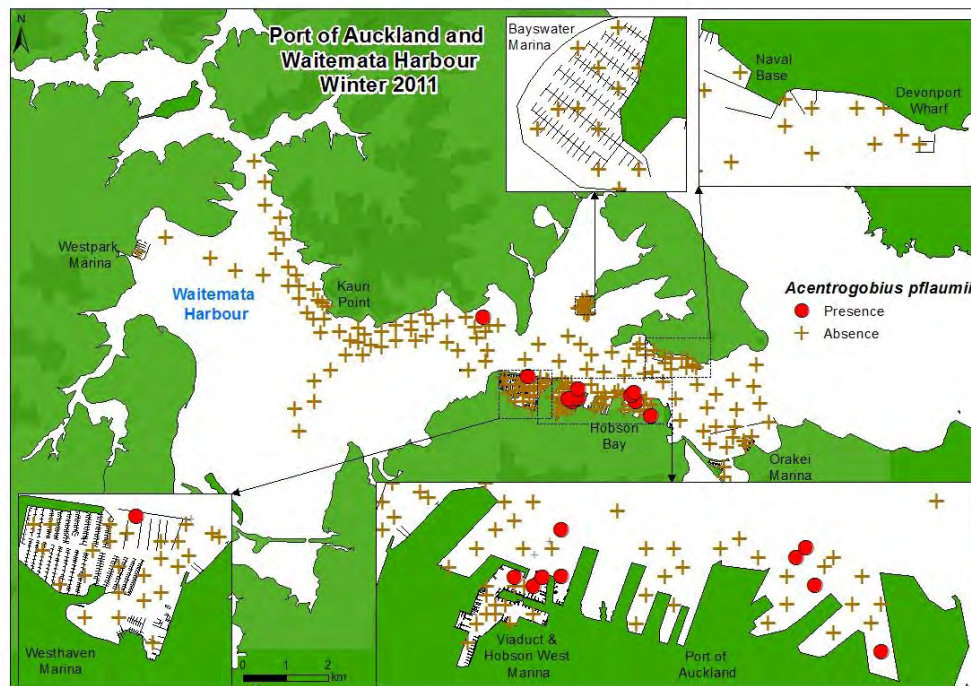 N
Port of Auckland and
Waitemata Harbour
Winter 2011
Bayswater
Marina
Naval
Base
Devonport
Wharf
Westpark
Marina
Kauri
Point
Waitemata
Harbour
Acentrogobius pflaumii
Presence
Absence
Hobson
Bay
Orakei
Marina
Westhaven
Marina
0 1 2
km
Viaduct &
Hobson West
Marina
Port of
Auckland